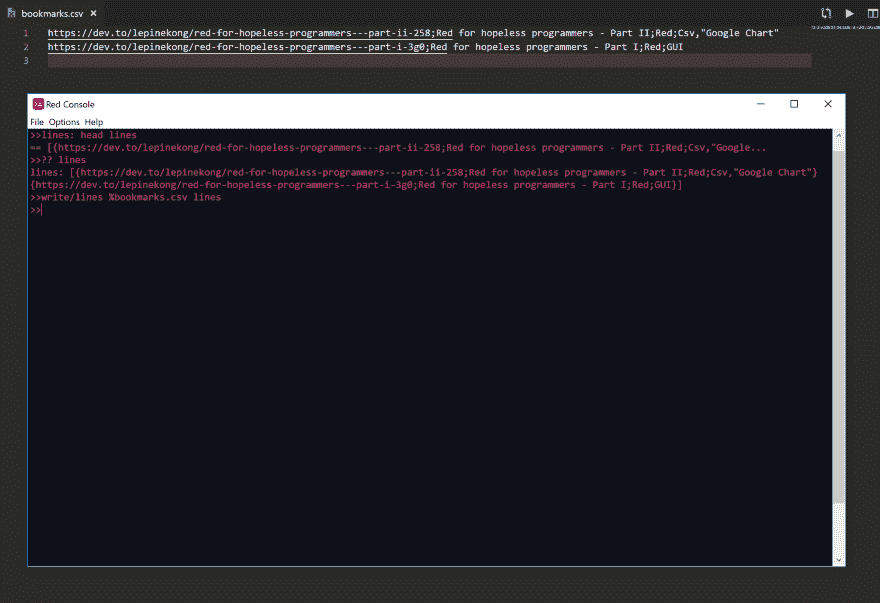 bookmarks.csv ×
1 https://dev.to/lepinekong/red-for-hopeless-programmers---part-ii-258;Red for hopeless programmers - Part II;Red;Csv,"Google Chart"
2 https://dev.to/lepinekong/red-for-hopeless-programmers---part-i-3g0;Red for hopeless programmers - Part I;Red;GUI
3
Red Console
File Options Help
>>lines: head lines
== [{https://dev.to/lepinekong/red-for-hopeless-programmers---part-ii-258;Red for hopeless programmers - Part II;Red;Csv,"Google...
>>?? lines
lines: [{https://dev.to/lepinekong/red-for-hopeless-programmers---part-ii-258;Red for hopeless programmers - Part II;Red;Csv,"Google Chart"}
{https://dev.to/lepinekong/red-for-hopeless-programmers---part-i-3g0;Red for hopeless programmers - Part I;Red;GUI}]
>>write/lines %bookmarks.csv lines
>>